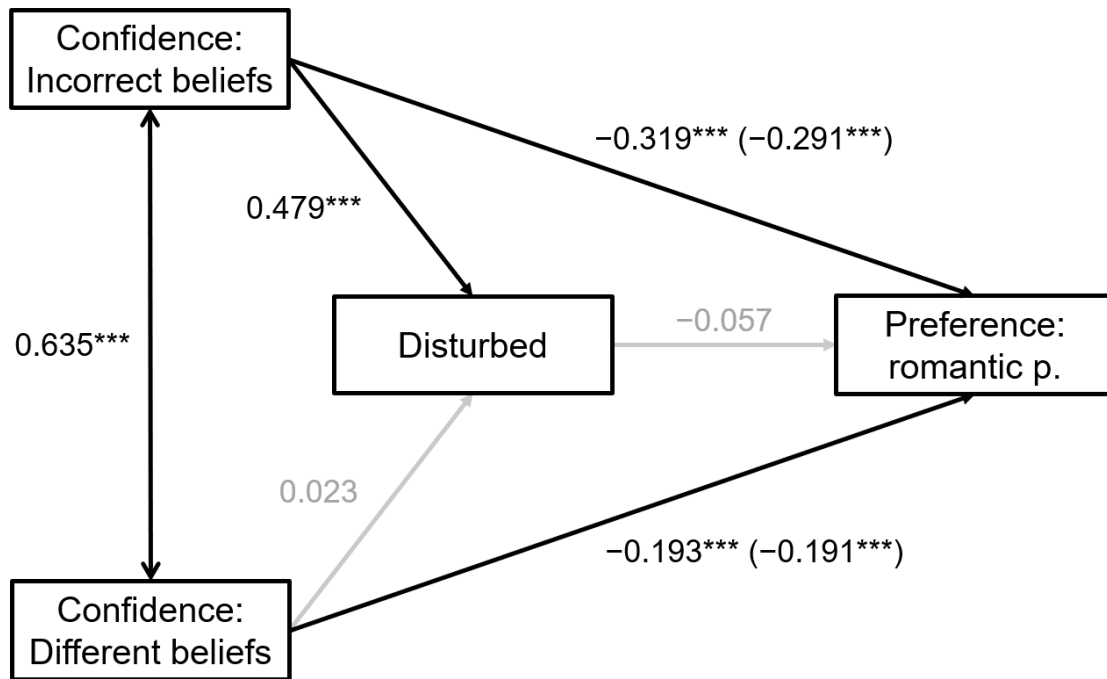 Confidence:
Incorrect beliefs
−0.319*** (−0.291***)
0.479***
0.635***
Disturbed
−0.057
Preference:
romantic p.
0.023
−0.193*** (−0.191***)
Confidence:
Different beliefs